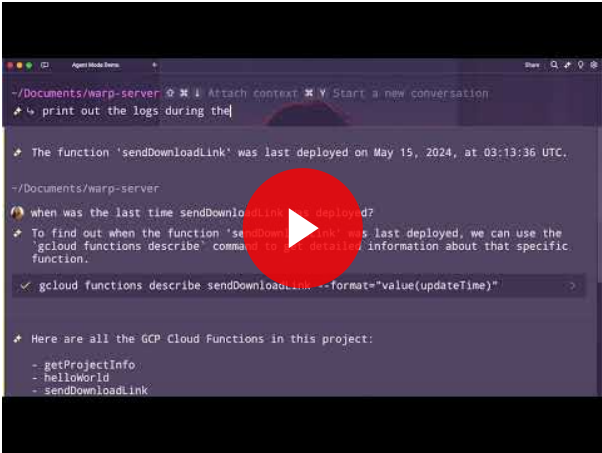 Agent Mode Demo
Share
~/Documents/warp-server ⇧ ⌘ ↓ Attach context ⌘ Y Start a new conversation
print out the logs during the
The function 'sendDownloadLink' was last deployed on May 15, 2024, at 03:13:36 UTC.
~/Documents/warp-server
when was the last time sendDownloadLink was deployed?
To find out when the function 'sendDownloadLink' was last deployed, we can use the
`gcloud functions describe` command to get detailed information about that specific
function.
gcloud functions describe sendDownloadLink --format="value(updateTime)"
Here are all the GCP Cloud Functions in this project:
- getProjectInfo
- helloWorld
- sendDownloadLink